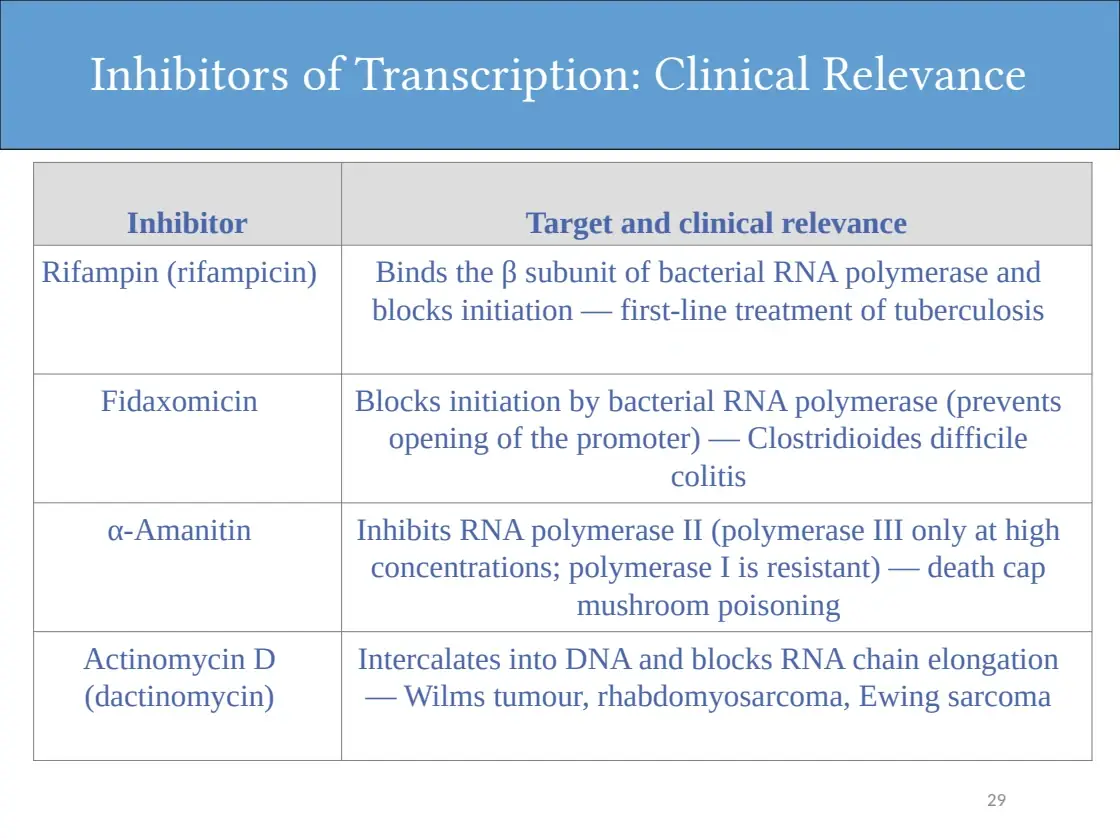 Inhibitors of Transcription: Clinical Relevance
Inhibitor
Target and clinical relevance
Rifampin (rifampicin)
Binds the β subunit of bacterial RNA polymerase and
blocks initiation — first-line treatment of tuberculosis
Fidaxomicin
Blocks initiation by bacterial RNA polymerase (prevents
opening of the promoter) — Clostridioides difficile
colitis
α-Amanitin
Inhibits RNA polymerase II (polymerase III only at high
concentrations; polymerase I is resistant) — death cap
mushroom poisoning
Actinomycin D
(dactinomycin)
Intercalates into DNA and blocks RNA chain elongation
— Wilms tumour, rhabdomyosarcoma, Ewing sarcoma
29